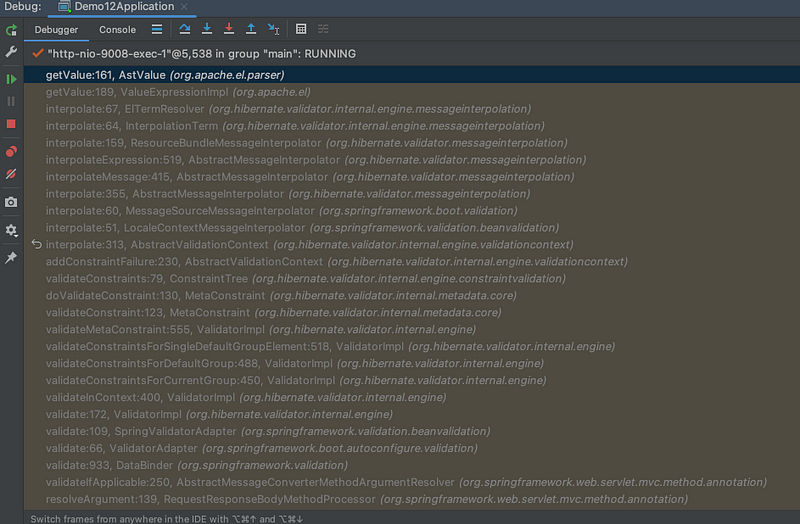 Debug: Demo12Application
Debugger Console
"http-nio-9008-exec-1"@5,538 in group "main": RUNNING
getValue:161, AstValue (org.apache.el.parser)
getValue:189, ValueExpressionImpl (org.apache.el)
interpolate:67, ElTermResolver (org.hibernate.validator.internal.engine.messageinterpolation)
interpolate:64, InterpolationTerm (org.hibernate.validator.internal.engine.messageinterpolation)
interpolate:159, ResourceBundleMessageInterpolator (org.hibernate.validator.messageinterpolation)
interpolateExpression:519, AbstractMessageInterpolator (org.hibernate.validator.messageinterpolation)
interpolateMessage:415, AbstractMessageInterpolator (org.hibernate.validator.messageinterpolation)
interpolate:355, AbstractMessageInterpolator (org.hibernate.validator.messageinterpolation)
interpolate:60, MessageSourceMessageInterpolator (org.springframework.boot.validation)
interpolate:51, LocaleContextMessageInterpolator (org.springframework.validation.beanvalidation)
interpolate:313, AbstractValidationContext (org.hibernate.validator.internal.engine.validationcontext)
addConstraintFailure:230, AbstractValidationContext (org.hibernate.validator.internal.engine.validationcontext)
validateConstraints:79, ConstraintTree (org.hibernate.validator.internal.engine.constraintvalidation)
doValidateConstraint:130, MetaConstraint (org.hibernate.validator.internal.metadata.core)
validateConstraint:123, MetaConstraint (org.hibernate.validator.internal.metadata.core)
validateMetaConstraint:555, ValidatorImpl (org.hibernate.validator.internal.engine)
validateConstraintsForSingleDefaultGroupElement:518, ValidatorImpl (org.hibernate.validator.internal.engine)
validateConstraintsForDefaultGroup:488, ValidatorImpl (org.hibernate.validator.internal.engine)
validateConstraintsForCurrentGroup:450, ValidatorImpl (org.hibernate.validator.internal.engine)
validateInContext:400, ValidatorImpl (org.hibernate.validator.internal.engine)
validate:172, ValidatorImpl (org.hibernate.validator.internal.engine)
validate:109, SpringValidatorAdapter (org.springframework.validation.beanvalidation)
validate:66, ValidatorAdapter (org.springframework.boot.autoconfigure.validation)
validate:933, DataBinder (org.springframework.validation)
validateIfApplicable:250, AbstractMessageConverterMethodArgumentResolver (org.springframework.web.servlet.mvc.method.annotation)
resolveArgument:139, RequestResponseBodyMethodProcessor (org.springframework.web.servlet.mvc.method.annotation)
Switch frames from anywhere in the IDE with ⌥⌘↑ and ⌥⌘↓